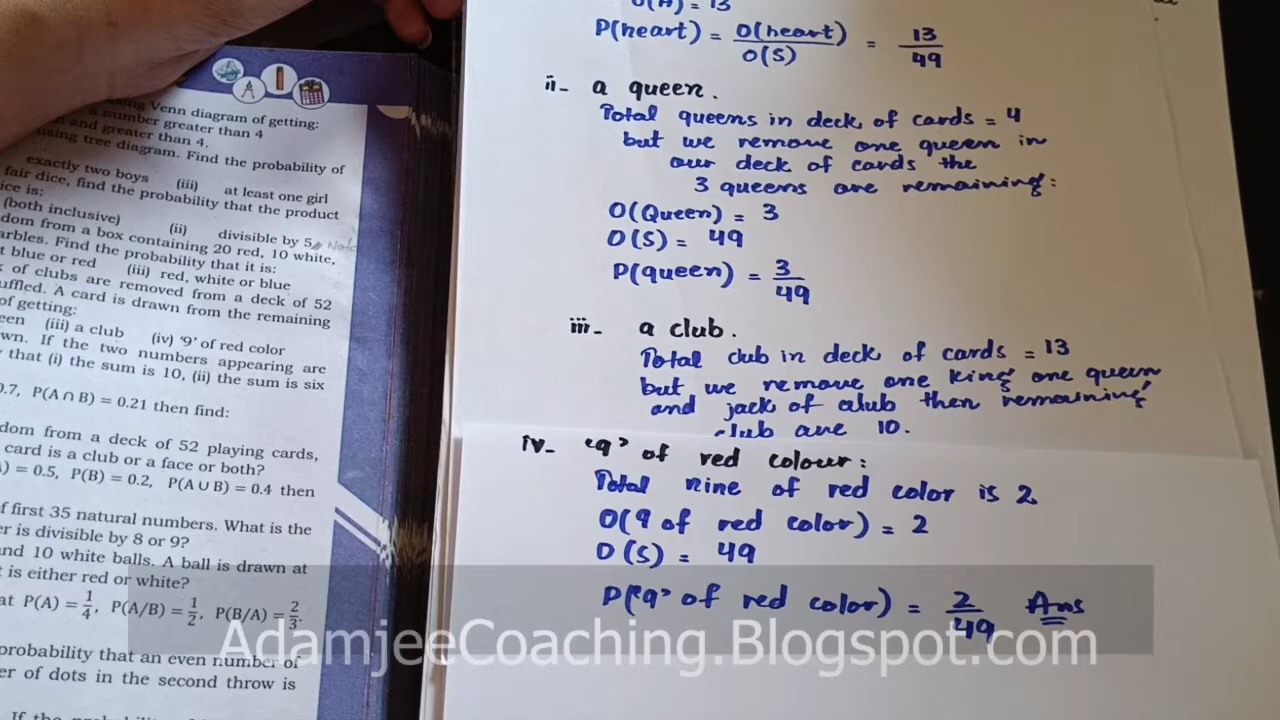 sing Venn diagram of getting:
a number greater than 4
and greater than 4.
using tree diagram. Find the probability of
exactly two boys (iii) at least one girl
fair dice, find the probability that the product
ice is:
(both inclusive) (ii) divisible by 5
dom from a box containing 20 red, 10 white,
arbles. Find the probability that it is:
t blue or red (iii) red, white or blue
k of clubs are removed from a deck of 52
uffled. A card is drawn from the remaining
of getting:
een (iii) a club (iv) '9' of red color
wn. If the two numbers appearing are
that (i) the sum is 10, (ii) the sum is six
0.7, P(A ∩ B) = 0.21 then find:
dom from a deck of 52 playing cards,
card is a club or a face or both?
) = 0.5, P(B) = 0.2, P(A ∪ B) = 0.4 then
f first 35 natural numbers. What is the
er is divisible by 8 or 9?
and 10 white balls. A ball is drawn at
t is either red or white?
at P(A) = 1/4, P(A/B) = 1/2, P(B/A) = 2/3.
probability that an even number of
er of dots in the second throw is
O(A) = 13
P(heart) = O(heart)/O(S) = 13/49
ii- a queen.
Total queens in deck of cards = 4
but we remove one queen in
our deck of cards the
3 queens are remaining:
O(Queen) = 3
O(S) = 49
P(queen) = 3/49
iii- a club.
Total club in deck of cards = 13
but we remove one king one queen
and jack of club then remaining
club are 10.
iv- '9' of red colour:
Total nine of red color is 2
O(9 of red color) = 2
O(S) = 49
P('9' of red color) = 2/49 Ans
AdamjeeCoaching.Blogspot.com